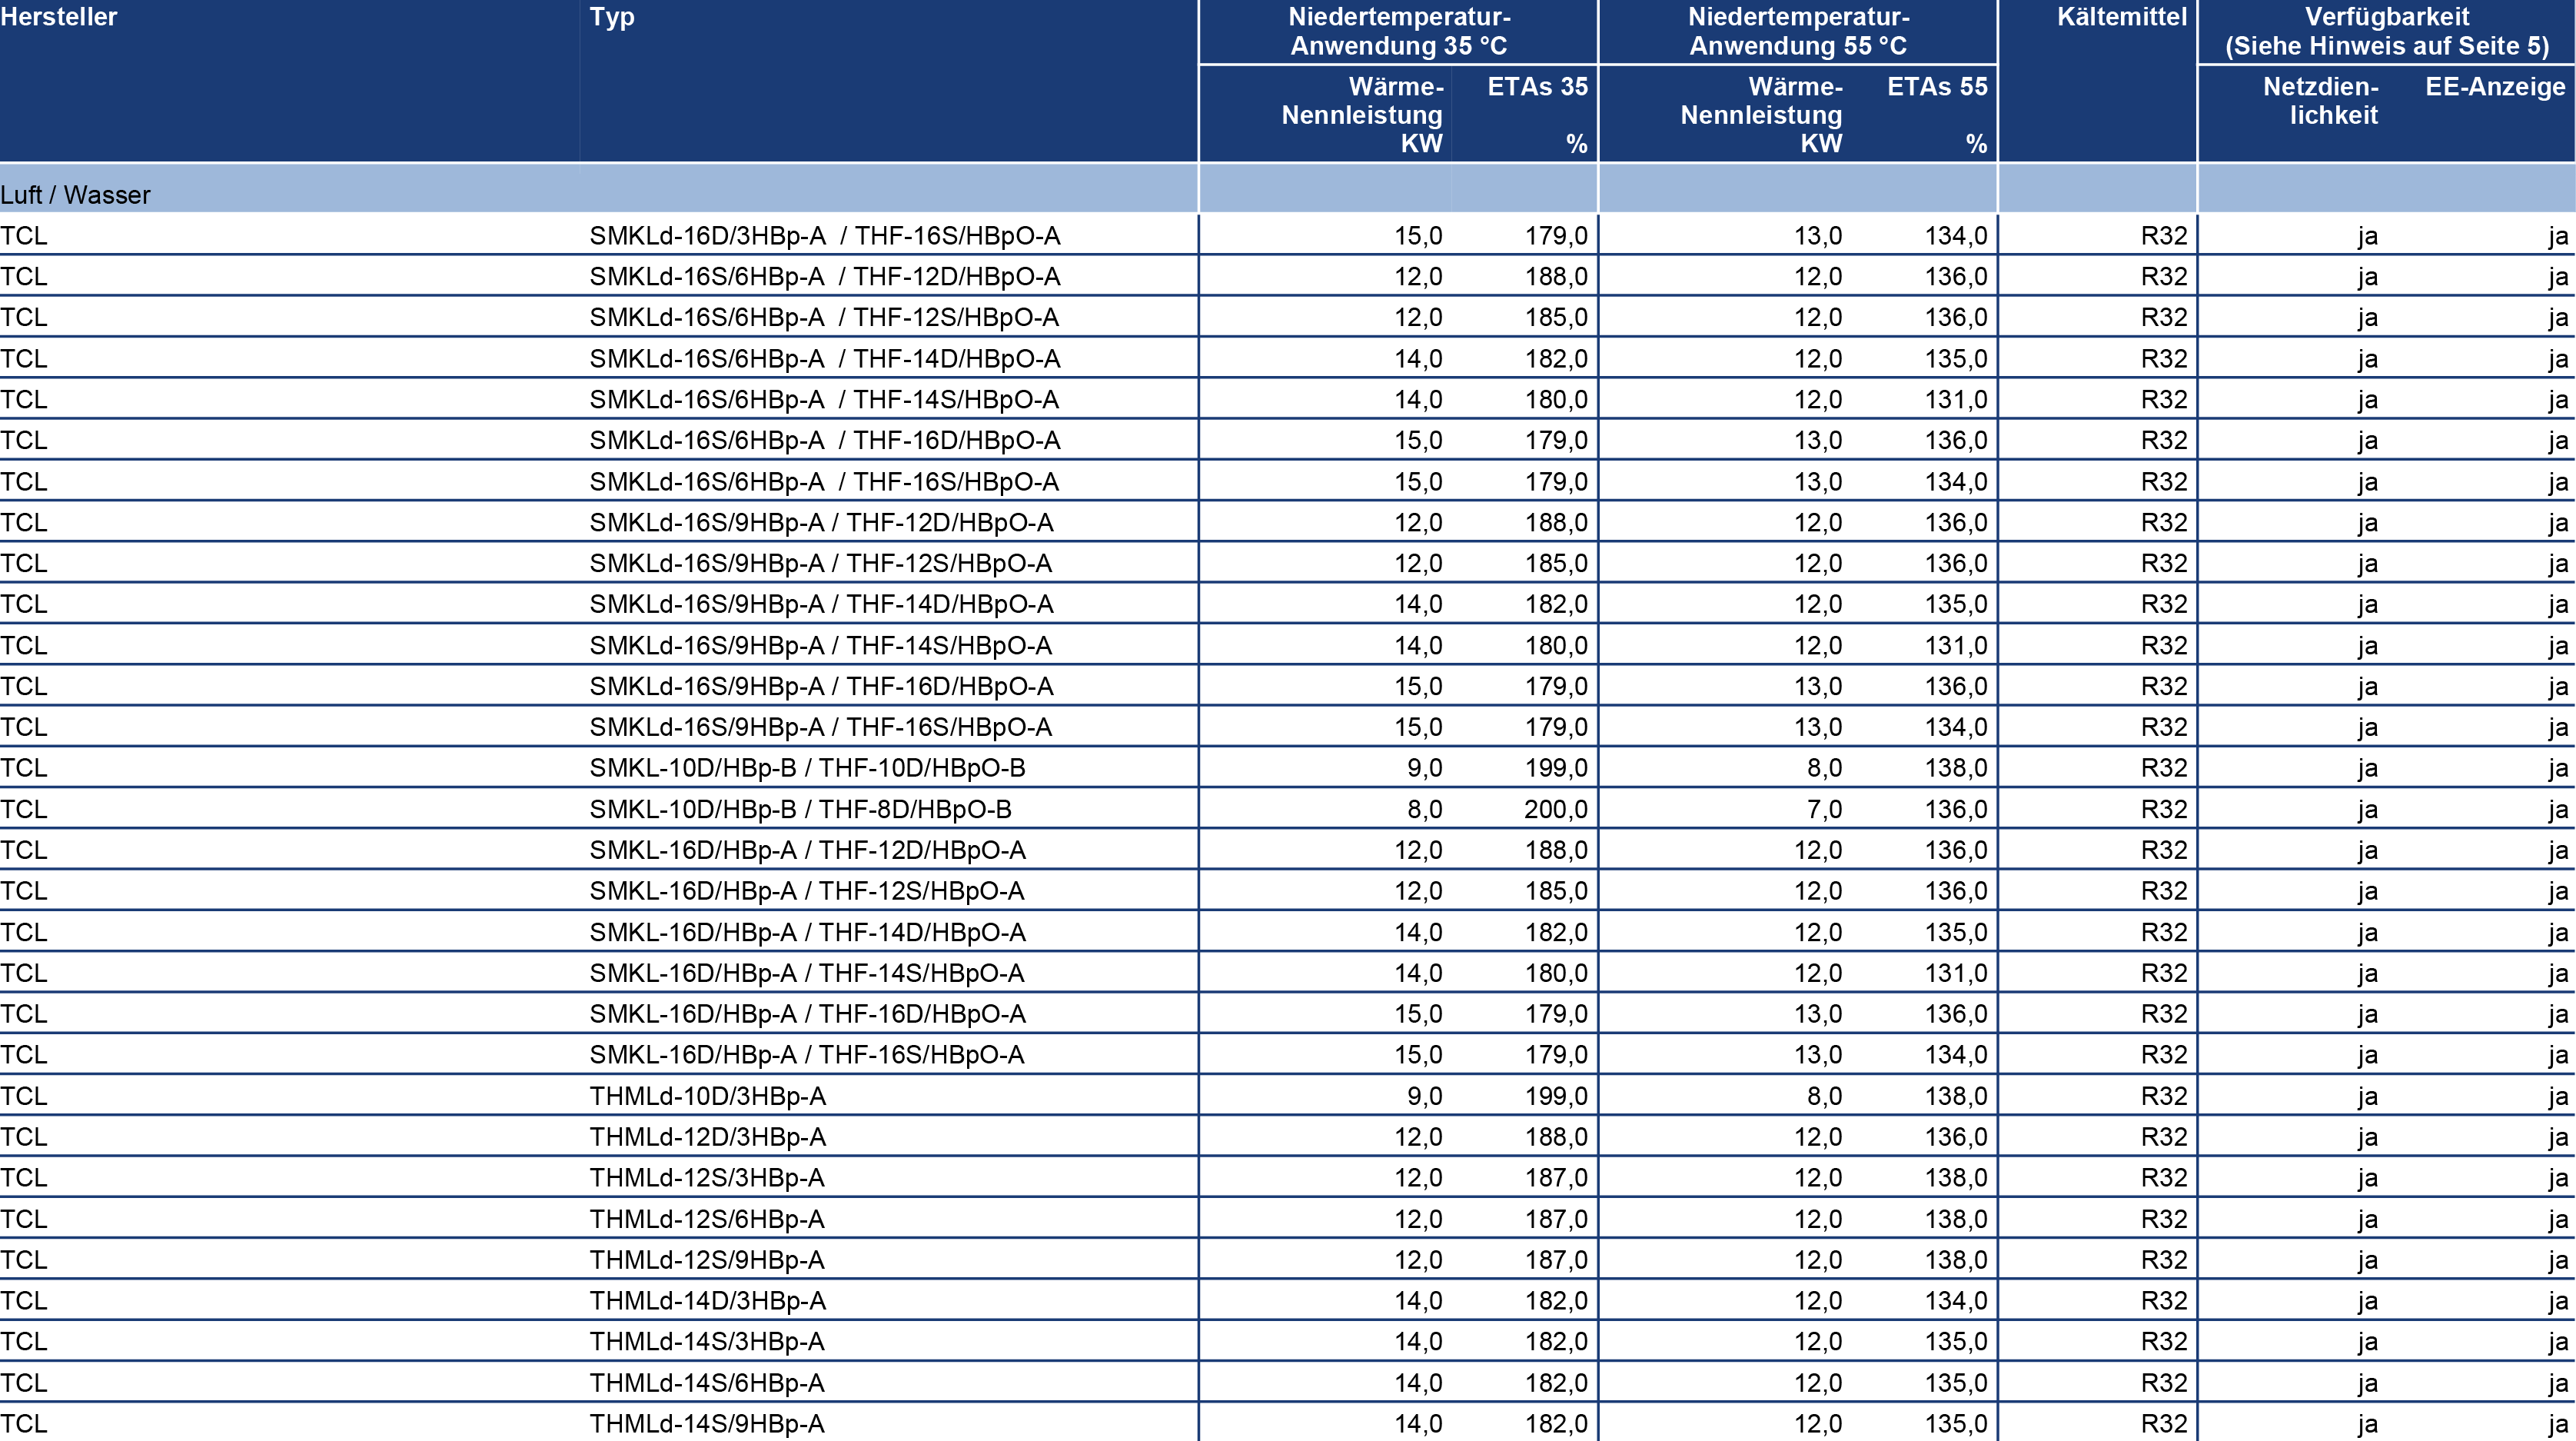 Hersteller Typ Niedertemperatur- Niedertemperatur- Kältemittel Verfügbarkeit
Anwendung 35 °C Anwendung 55 °C (Siehe Hinweis auf Seite 5)
Wärme- ETAs 35 Wärme- ETAs 55 Netzdien- EE-Anzeige
Nennleistung Nennleistung lichkeit
KW % KW %
Luft / Wasser
TCL SMKLd-16D/3HBp-A / THF-16S/HBpO-A 15,0 179,0 13,0 134,0 R32 ja ja
TCL SMKLd-16S/6HBp-A / THF-12D/HBpO-A 12,0 188,0 12,0 136,0 R32 ja ja
TCL SMKLd-16S/6HBp-A / THF-12S/HBpO-A 12,0 185,0 12,0 136,0 R32 ja ja
TCL SMKLd-16S/6HBp-A / THF-14D/HBpO-A 14,0 182,0 12,0 135,0 R32 ja ja
TCL SMKLd-16S/6HBp-A / THF-14S/HBpO-A 14,0 180,0 12,0 131,0 R32 ja ja
TCL SMKLd-16S/6HBp-A / THF-16D/HBpO-A 15,0 179,0 13,0 136,0 R32 ja ja
TCL SMKLd-16S/6HBp-A / THF-16S/HBpO-A 15,0 179,0 13,0 134,0 R32 ja ja
TCL SMKLd-16S/9HBp-A / THF-12D/HBpO-A 12,0 188,0 12,0 136,0 R32 ja ja
TCL SMKLd-16S/9HBp-A / THF-12S/HBpO-A 12,0 185,0 12,0 136,0 R32 ja ja
TCL SMKLd-16S/9HBp-A / THF-14D/HBpO-A 14,0 182,0 12,0 135,0 R32 ja ja
TCL SMKLd-16S/9HBp-A / THF-14S/HBpO-A 14,0 180,0 12,0 131,0 R32 ja ja
TCL SMKLd-16S/9HBp-A / THF-16D/HBpO-A 15,0 179,0 13,0 136,0 R32 ja ja
TCL SMKLd-16S/9HBp-A / THF-16S/HBpO-A 15,0 179,0 13,0 134,0 R32 ja ja
TCL SMKL-10D/HBp-B / THF-10D/HBpO-B 9,0 199,0 8,0 138,0 R32 ja ja
TCL SMKL-10D/HBp-B / THF-8D/HBpO-B 8,0 200,0 7,0 136,0 R32 ja ja
TCL SMKL-16D/HBp-A / THF-12D/HBpO-A 12,0 188,0 12,0 136,0 R32 ja ja
TCL SMKL-16D/HBp-A / THF-12S/HBpO-A 12,0 185,0 12,0 136,0 R32 ja ja
TCL SMKL-16D/HBp-A / THF-14D/HBpO-A 14,0 182,0 12,0 135,0 R32 ja ja
TCL SMKL-16D/HBp-A / THF-14S/HBpO-A 14,0 180,0 12,0 131,0 R32 ja ja
TCL SMKL-16D/HBp-A / THF-16D/HBpO-A 15,0 179,0 13,0 136,0 R32 ja ja
TCL SMKL-16D/HBp-A / THF-16S/HBpO-A 15,0 179,0 13,0 134,0 R32 ja ja
TCL THMLd-10D/3HBp-A 9,0 199,0 8,0 138,0 R32 ja ja
TCL THMLd-12D/3HBp-A 12,0 188,0 12,0 136,0 R32 ja ja
TCL THMLd-12S/3HBp-A 12,0 187,0 12,0 138,0 R32 ja ja
TCL THMLd-12S/6HBp-A 12,0 187,0 12,0 138,0 R32 ja ja
TCL THMLd-12S/9HBp-A 12,0 187,0 12,0 138,0 R32 ja ja
TCL THMLd-14D/3HBp-A 14,0 182,0 12,0 134,0 R32 ja ja
TCL THMLd-14S/3HBp-A 14,0 182,0 12,0 135,0 R32 ja ja
TCL THMLd-14S/6HBp-A 14,0 182,0 12,0 135,0 R32 ja ja
TCL THMLd-14S/9HBp-A 14,0 182,0 12,0 135,0 R32 ja ja